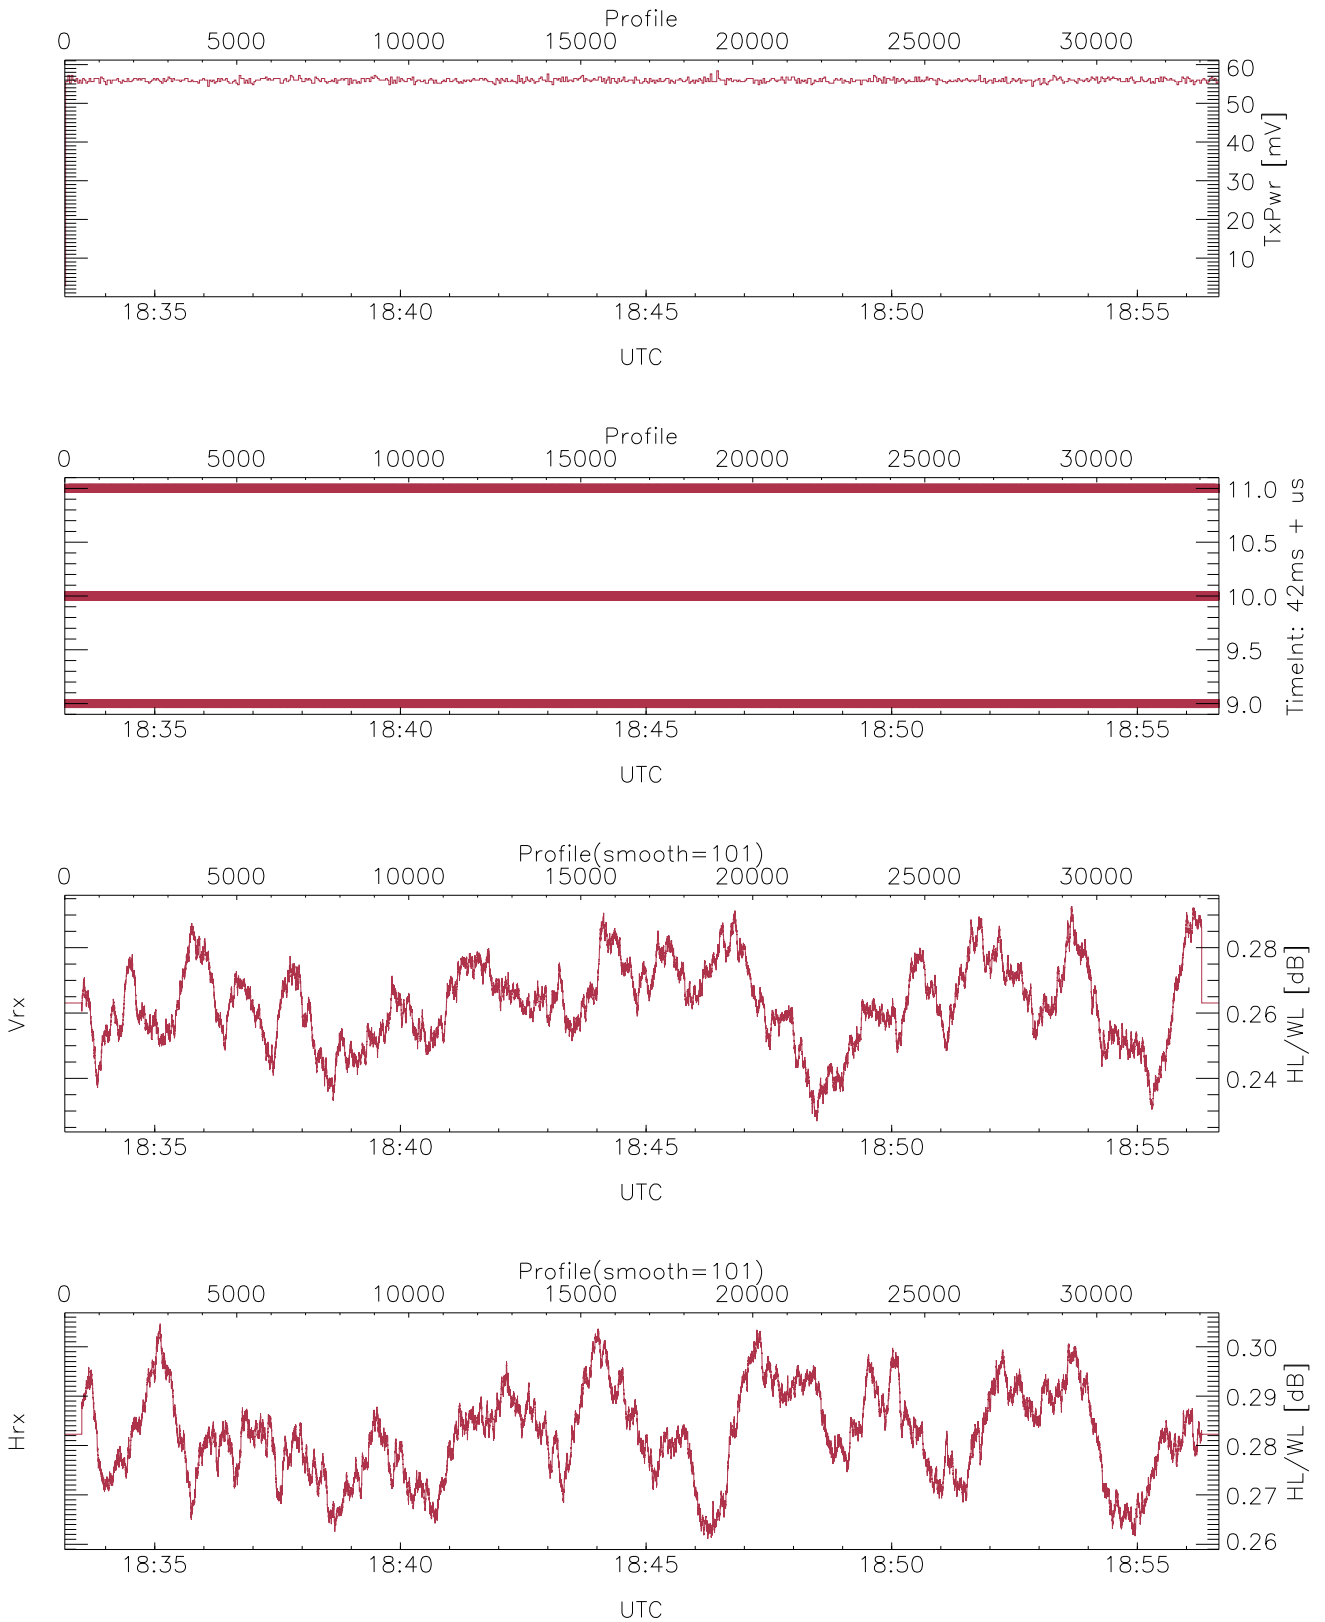 Profile
0 5000 10000 15000 20000 25000 30000
60
50
40
30
20
10
TxPwr [mV]
18:35 18:40 18:45 18:50 18:55
UTC
Profile
0 5000 10000 15000 20000 25000 30000
11.0
10.5
10.0
9.5
9.0
TimeInt: 42ms + us
18:35 18:40 18:45 18:50 18:55
UTC
Profile(smooth=101)
0 5000 10000 15000 20000 25000 30000
Vrx
0.28
0.26
0.24
HL/WL [dB]
18:35 18:40 18:45 18:50 18:55
UTC
Profile(smooth=101)
0 5000 10000 15000 20000 25000 30000
Hrx
0.30
0.29
0.28
0.27
0.26
HL/WL [dB]
18:35 18:40 18:45 18:50 18:55
UTC